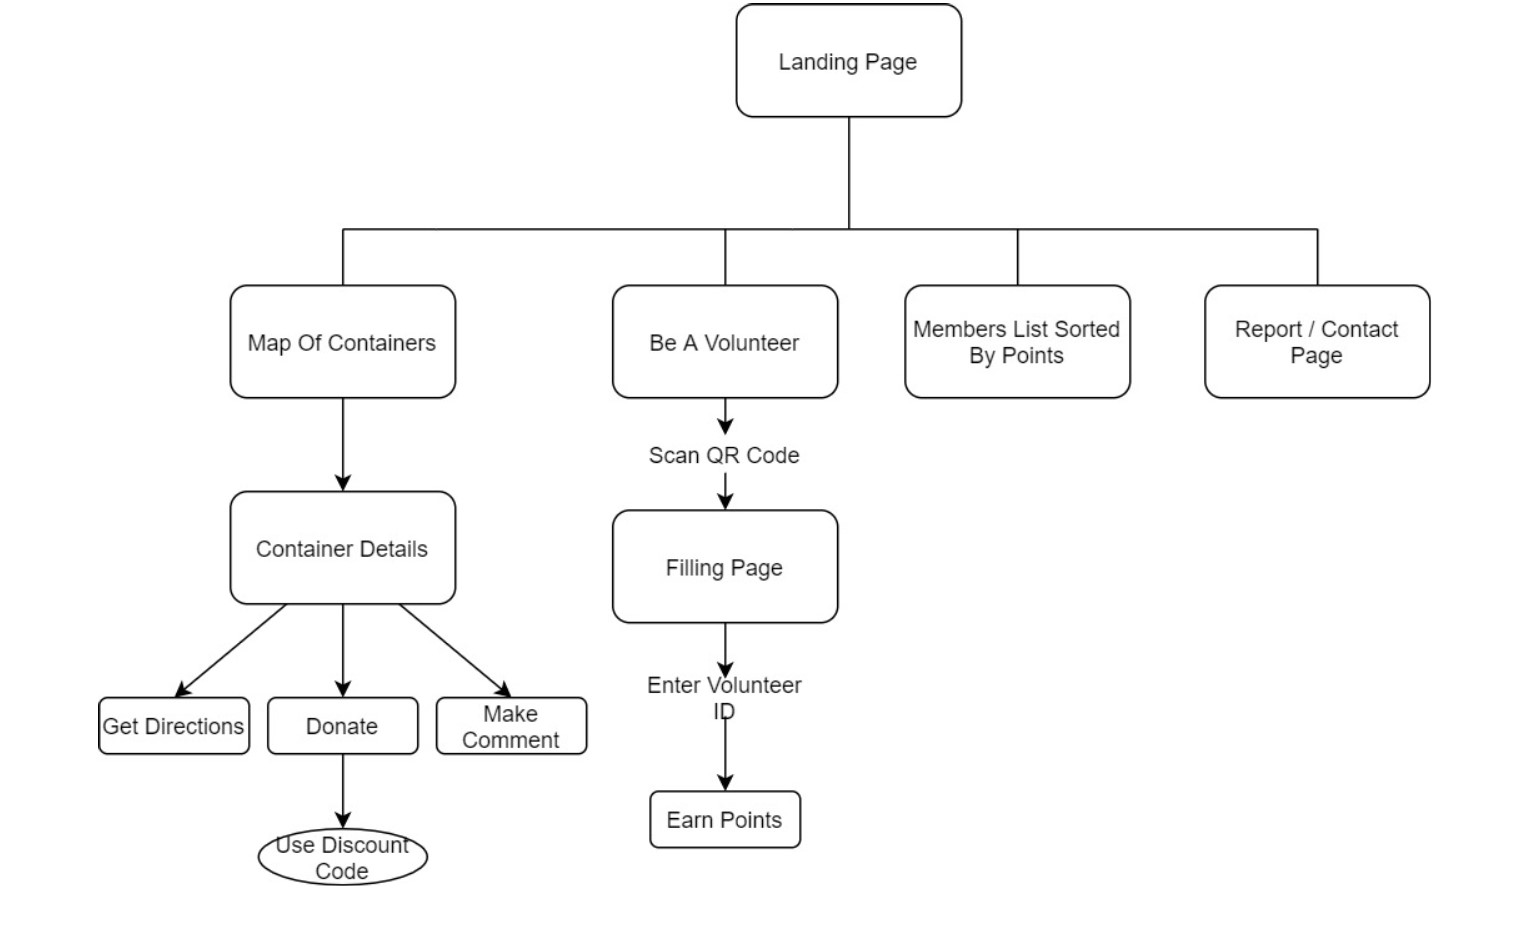 Landing Page
Map Of Containers
Be A Volunteer
Members List Sorted
By Points
Report / Contact
Page
Scan QR Code
Container Details
Filling Page
Enter Volunteer
ID
Get Directions
Donate
Make
Comment
Earn Points
Use Discount
Code